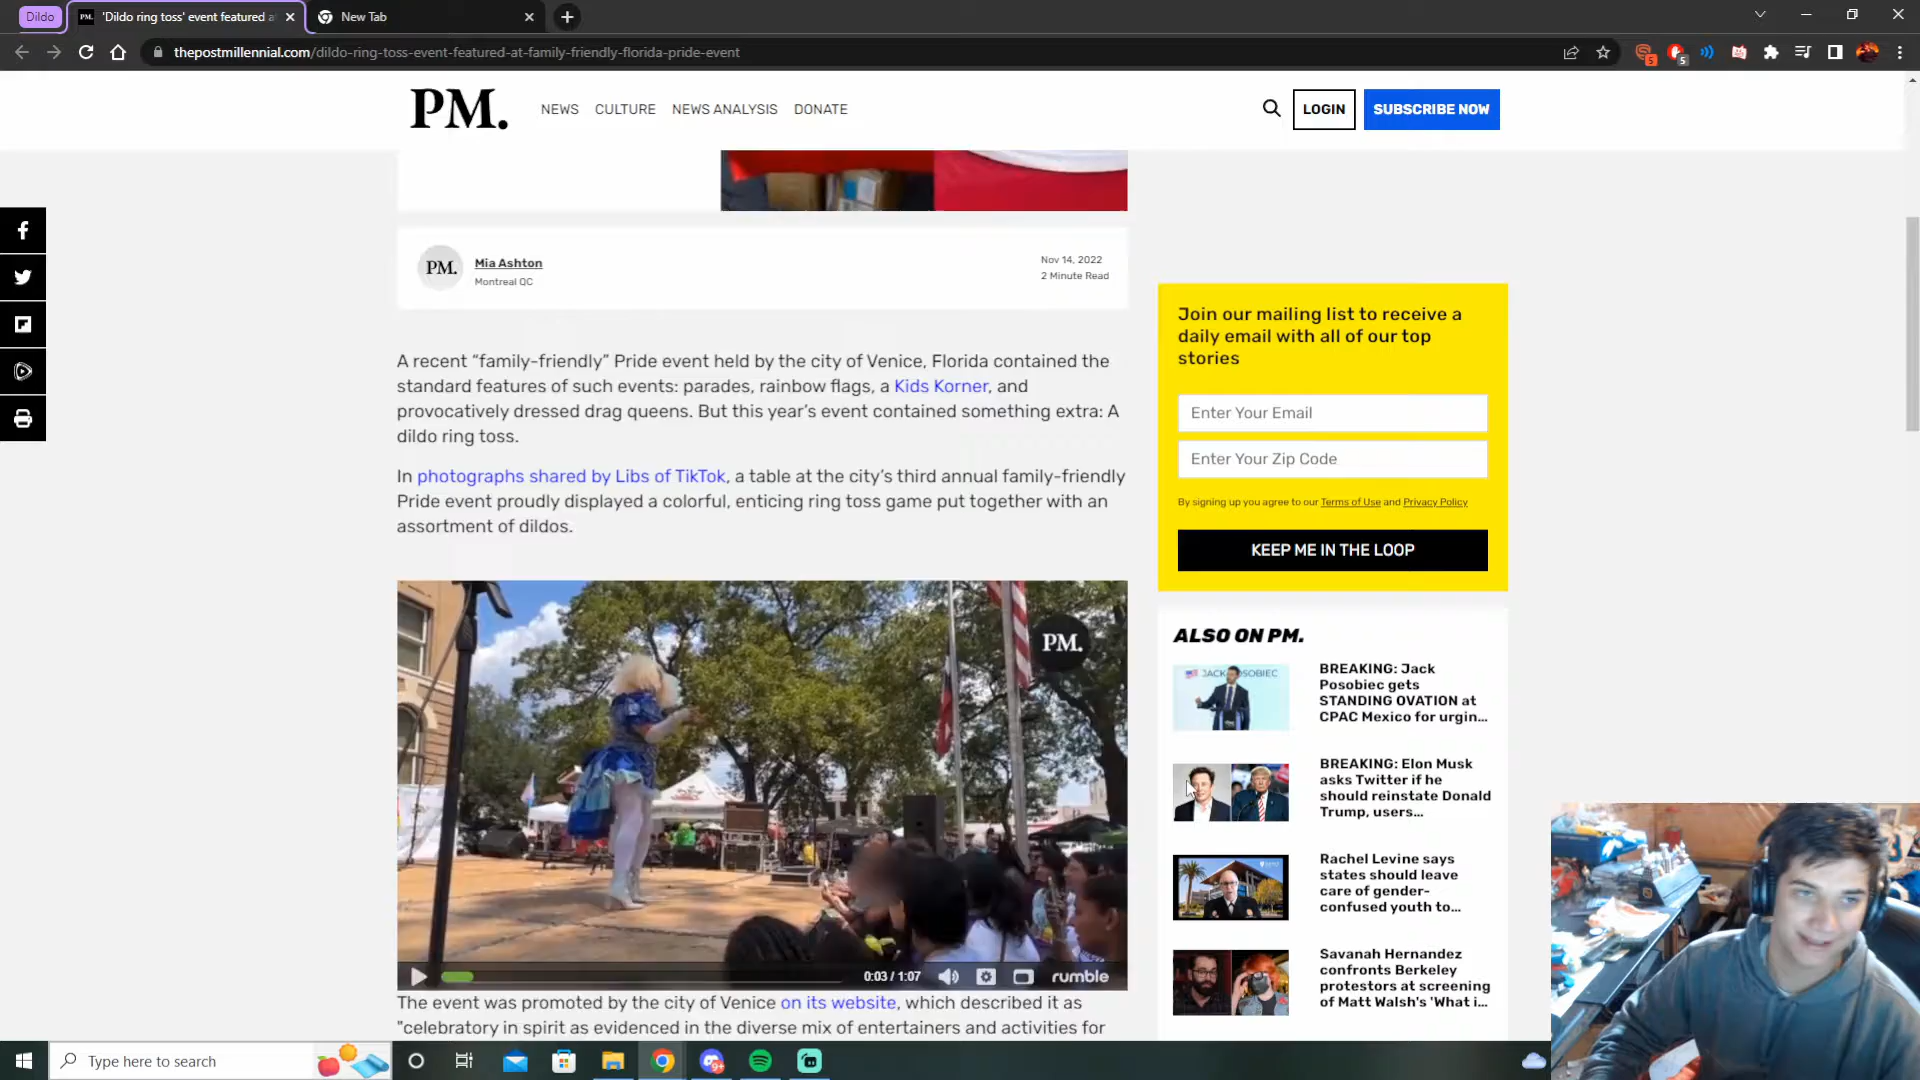 Dildo
PM. 'Dildo ring toss' event featured a
New Tab
thepostmillennial.com/dildo-ring-toss-event-featured-at-family-friendly-florida-pride-event
5
5
PM.
NEWS CULTURE NEWS ANALYSIS DONATE
LOGIN
SUBSCRIBE NOW
PM.
Mia Ashton
Montreal QC
Nov 14, 2022
2 Minute Read
A recent “family-friendly” Pride event held by the city of Venice, Florida contained the
standard features of such events: parades, rainbow flags, a Kids Korner, and
provocatively dressed drag queens. But this year’s event contained something extra: A
dildo ring toss.
In photographs shared by Libs of TikTok, a table at the city’s third annual family-friendly
Pride event proudly displayed a colorful, enticing ring toss game put together with an
assortment of dildos.
PM.
0:03 / 1:07
rumble
The event was promoted by the city of Venice on its website, which described it as
"celebratory in spirit as evidenced in the diverse mix of entertainers and activities for
Join our mailing list to receive a
daily email with all of our top
stories
Enter Your Email
Enter Your Zip Code
By signing up you agree to our Terms of Use and Privacy Policy
KEEP ME IN THE LOOP
ALSO ON PM.
JACK POSOBIEC
BREAKING: Jack
Posobiec gets
STANDING OVATION at
CPAC Mexico for urgin...
BREAKING: Elon Musk
asks Twitter if he
should reinstate Donald
Trump, users...
Rachel Levine says
states should leave
care of gender-
confused youth to...
Savanah Hernandez
confronts Berkeley
protestors at screening
of Matt Walsh's 'What i...
Type here to search
9+